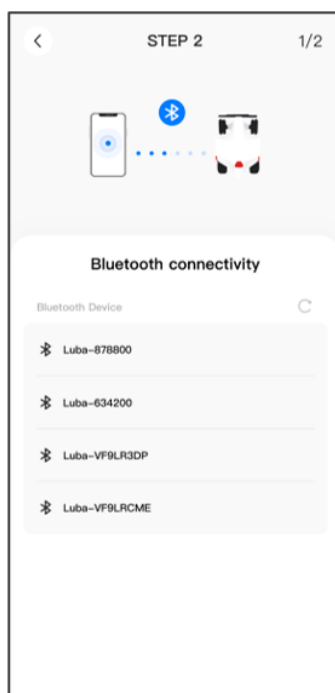 STEP 2
1/2
Bluetooth connectivity
Bluetooth Device
Luba-878800
Luba-634200
Luba-VF9LR3DP
Luba-VF9LRCME